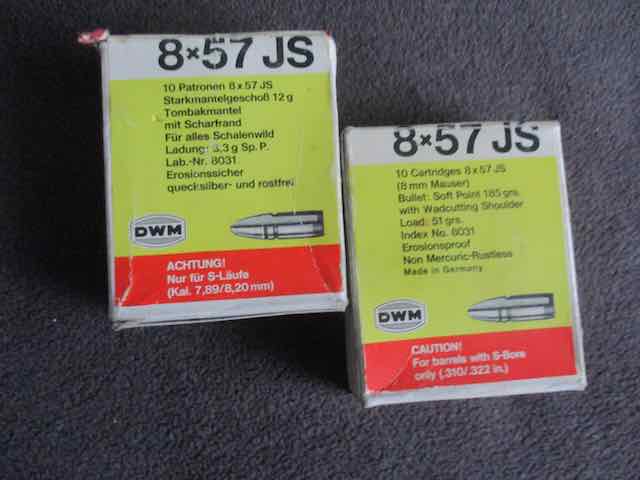 8×57 JS
10 Patronen 8 x 57 JS
Starkmantelgeschoß 12 g
Tombakmantel
mit Scharfrand
Für alles Schalenwild
Ladung: 3,3 g Sp. P.
Lab.-Nr. 8031
Erosionssicher
quecksilber- und rostfrei
DWM
ACHTUNG!
Nur für S-Läufe
(Kal. 7,89/8,20 mm)
8×57 JS
10 Cartridges 8 x 57 JS
(8 mm Mauser)
Bullet: Soft Point 185 grs.
with Wadcutting Shoulder
Load: 51 grs.
Index No. 8031
Erosionsproof
Non Mercuric-Rustless
Made in Germany
DWM
CAUTION!
For barrels with S-Bore
only (.310/.322 in.)